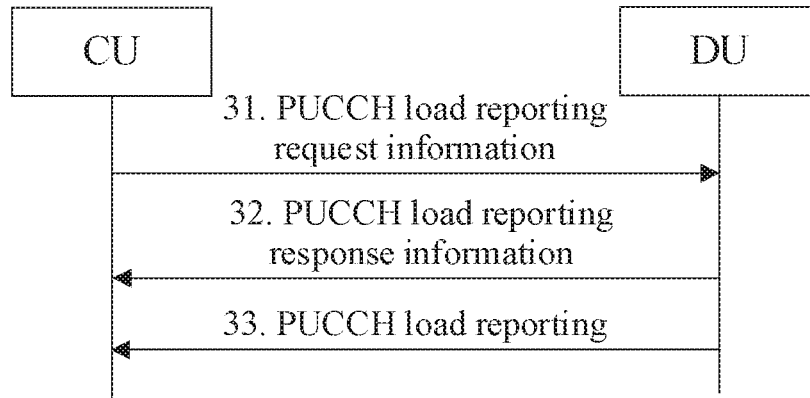 CU
DU
31. PUCCH load reporting
request information
32. PUCCH load reporting
response information
33. PUCCH load reporting